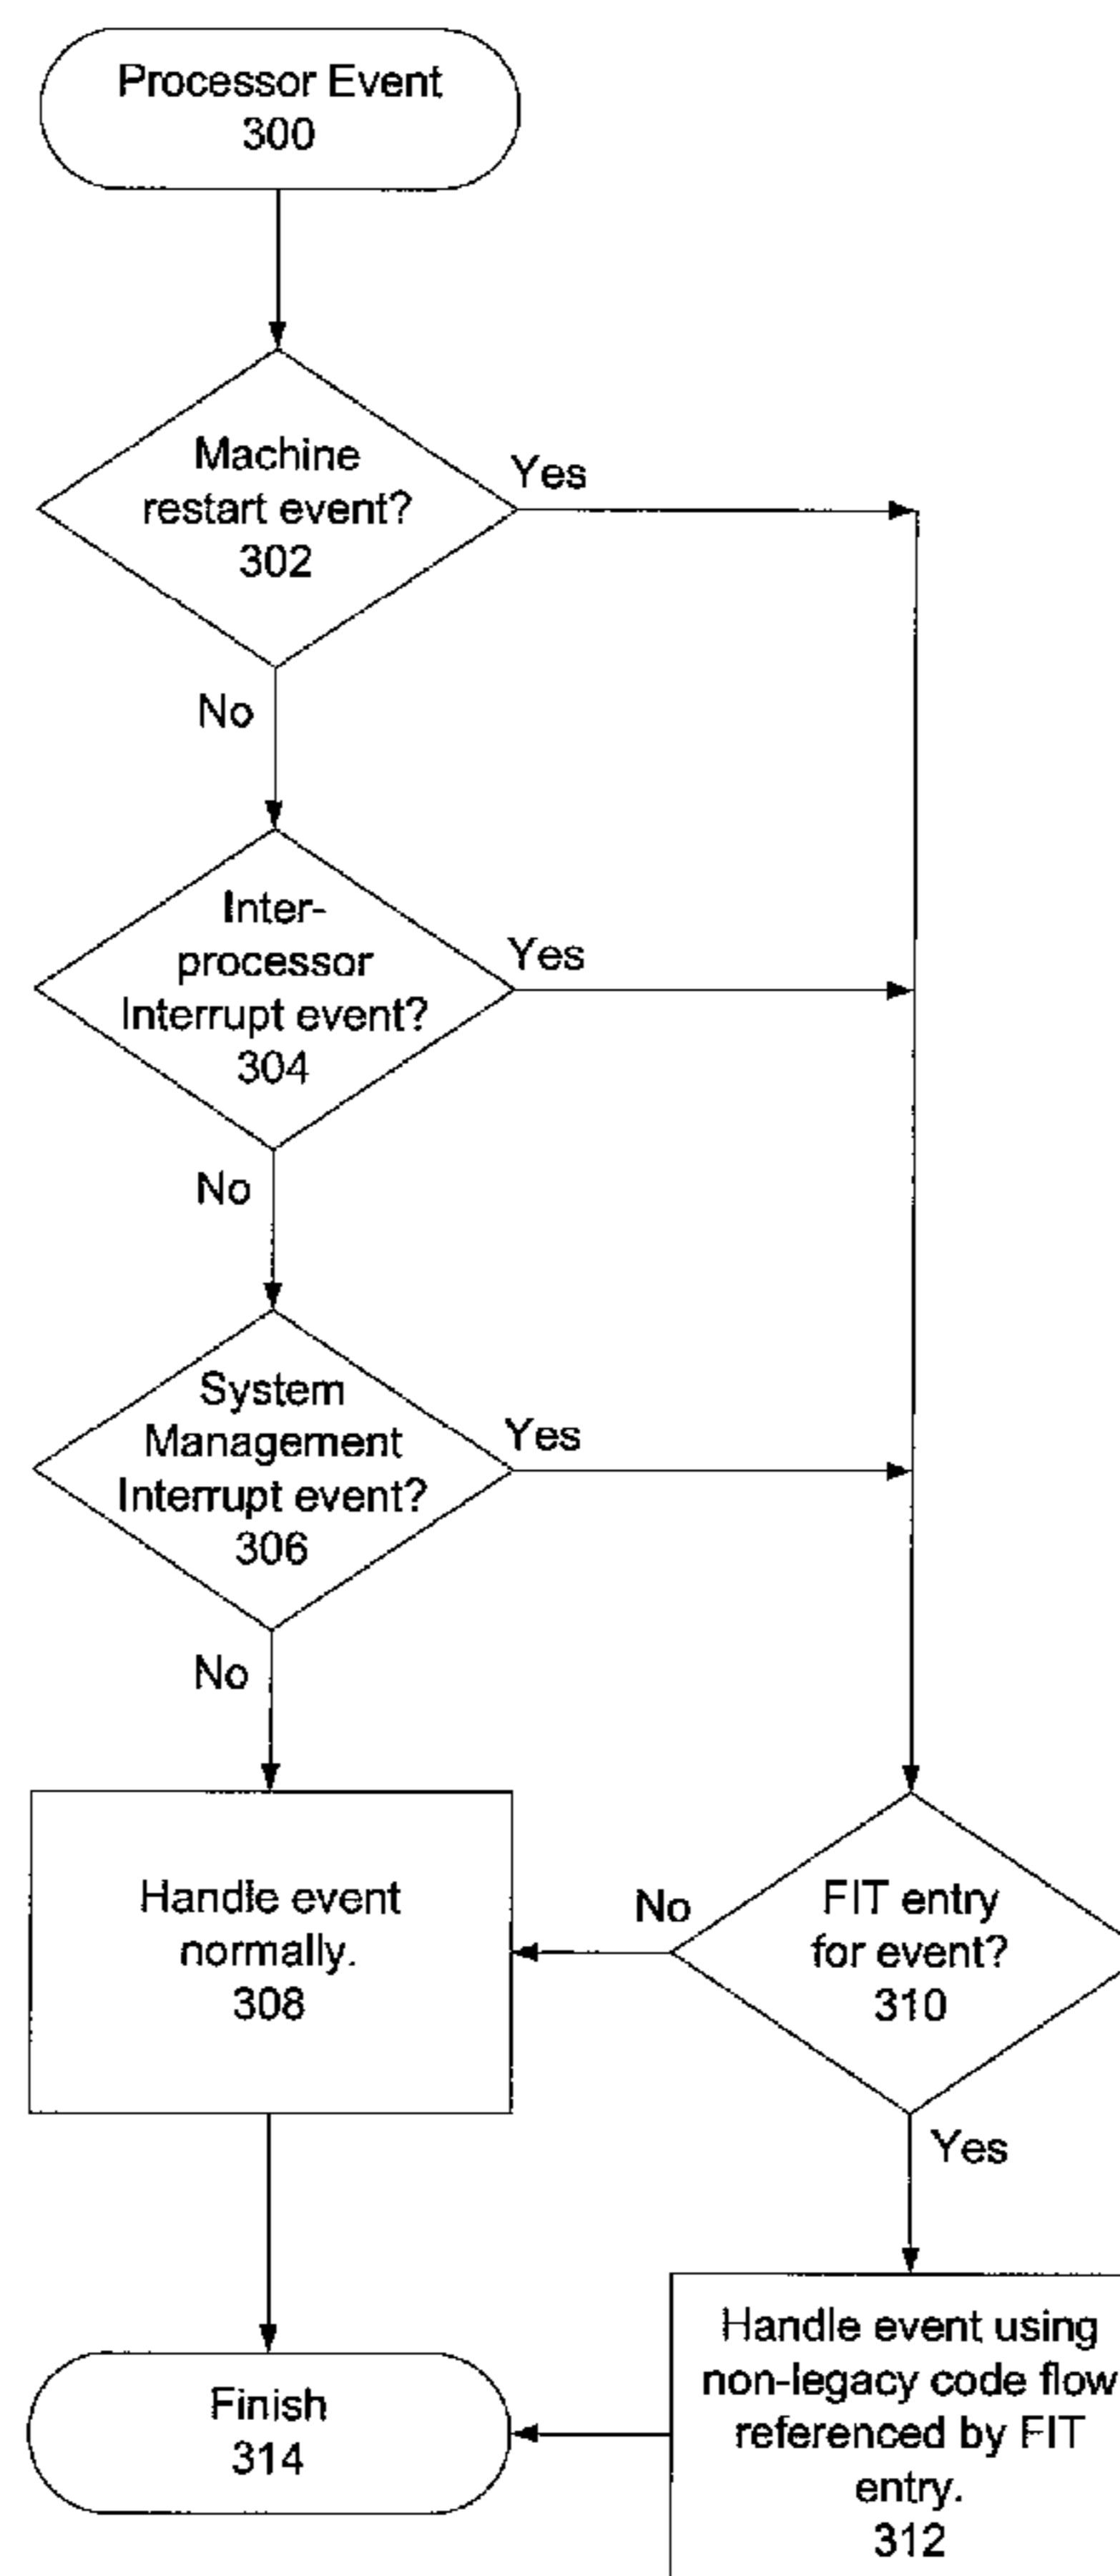 Processor Event
300
Machine
restart event?
302
Yes
No
Inter-
processor
Interrupt event?
304
Yes
No
System
Management
Interrupt event?
306
Yes
No
Handle event
normally.
308
No
FIT entry
for event?
310
Yes
Handle event using
non-legacy code flow
referenced by FIT
entry.
312
Finish
314